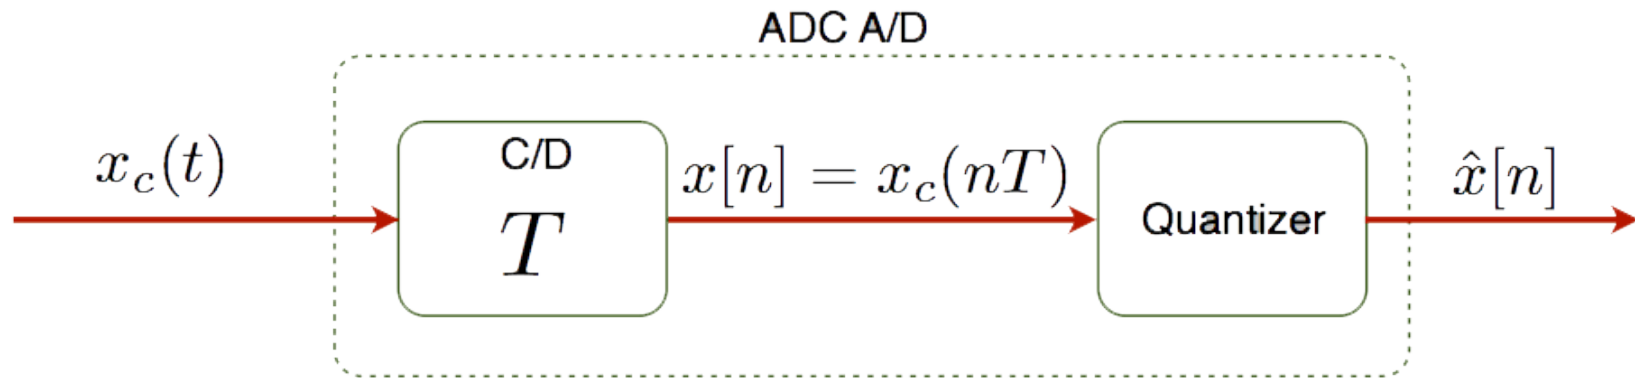 ADC A/D
x_c(t)
C/D
T
x[n] = x_c(nT)
Quantizer
x̂[n]